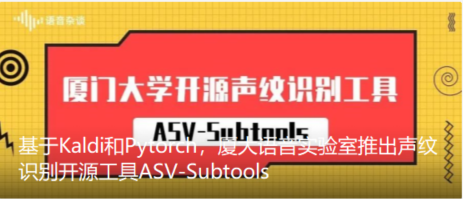 语音杂谈
厦门大学开源声纹识别工具
ASV-Subtools
基于Kaldi和Pytorch，厦大语音实验室推出声纹
识别开源工具ASV-Subtools